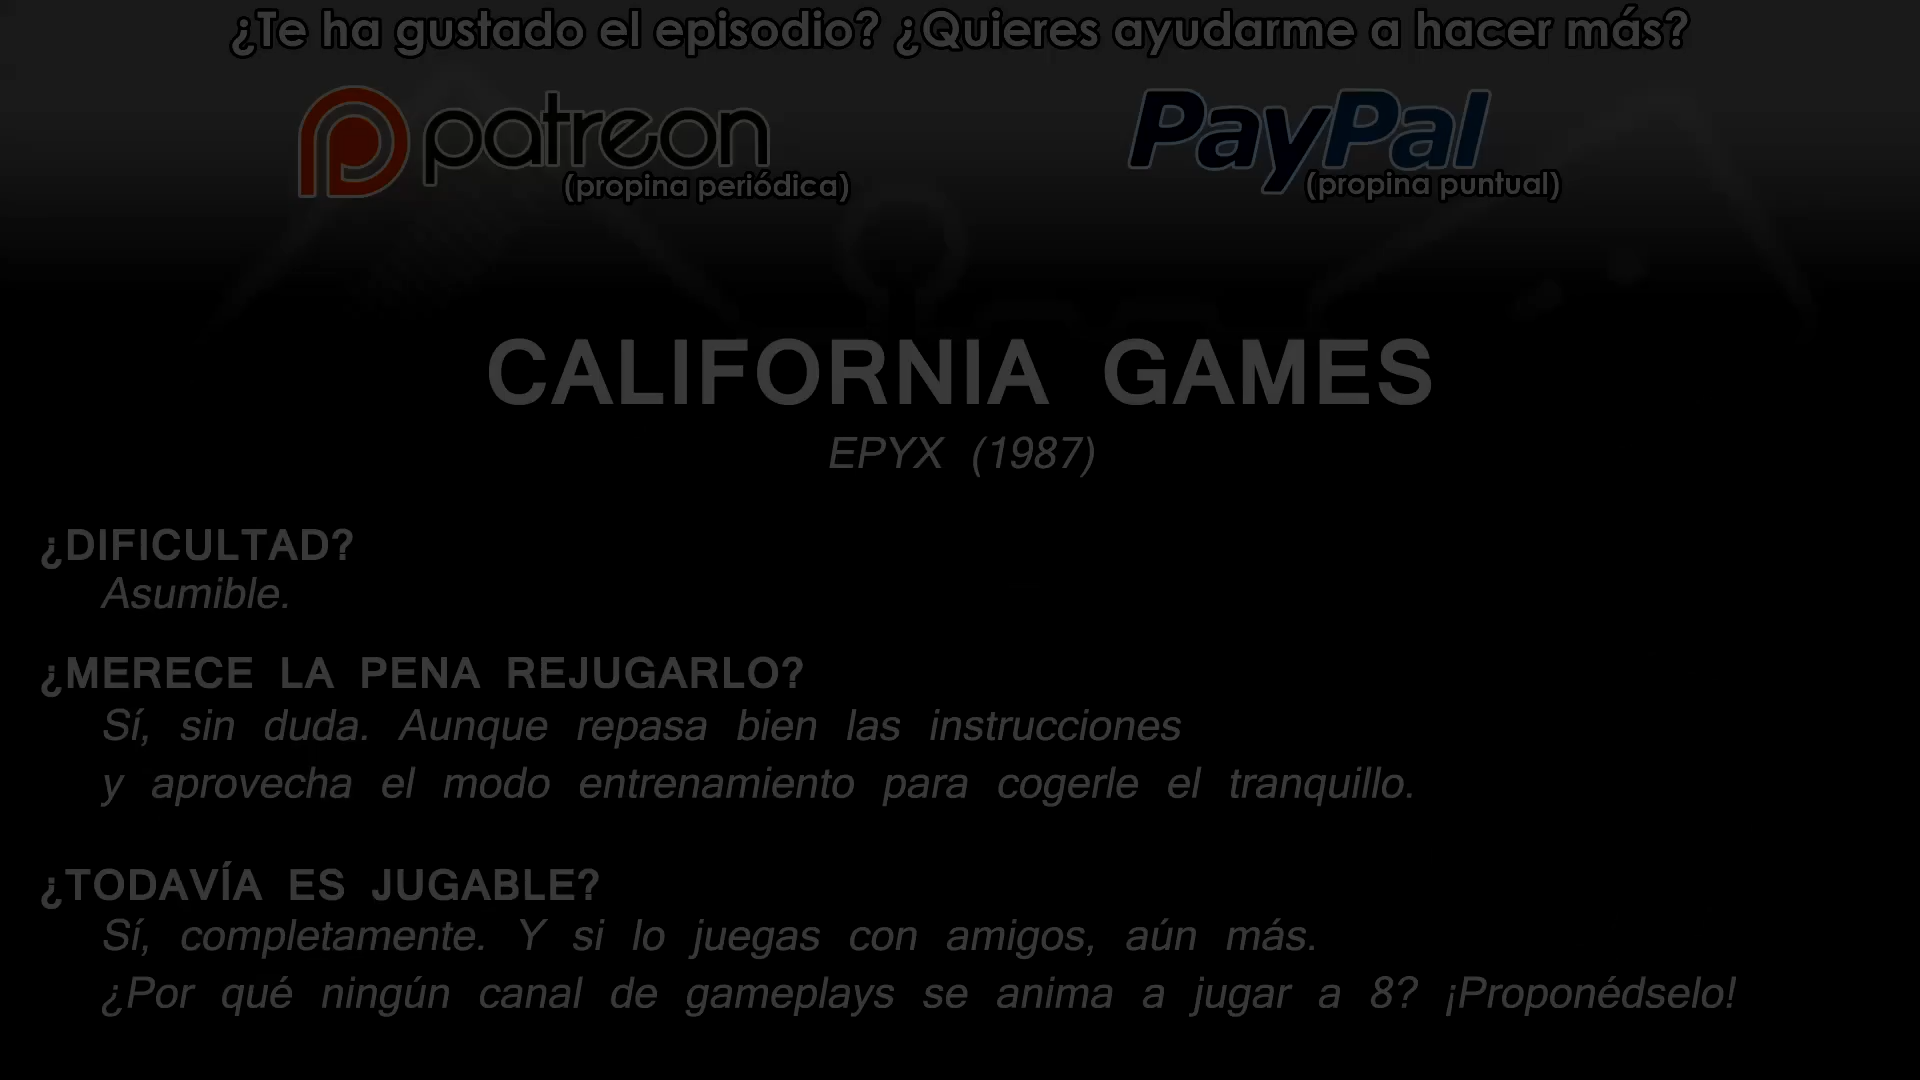 ¿Te ha gustado el episodio? ¿Quieres ayudarme a hacer más?
patreon PayPal
(propina periódica) (propina puntual)
CALIFORNIA GAMES
EPYX (1987)
¿DIFICULTAD?
Asumible.
¿MERECE LA PENA REJUGARLO?
Sí, sin duda. Aunque repasa bien las instrucciones
y aprovecha el modo entrenamiento para cogerle el tranquillo.
¿TODAVÍA ES JUGABLE?
Sí, completamente. Y si lo juegas con amigos, aún más.
¿Por qué ningún canal de gameplays se anima a jugar a 8? ¡Proponédselo!